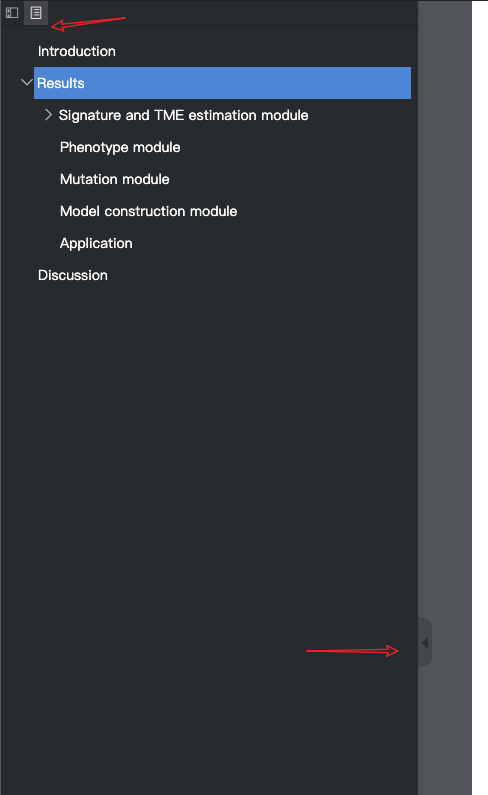 Introduction
Results
Signature and TME estimation module
Phenotype module
Mutation module
Model construction module
Application
Discussion